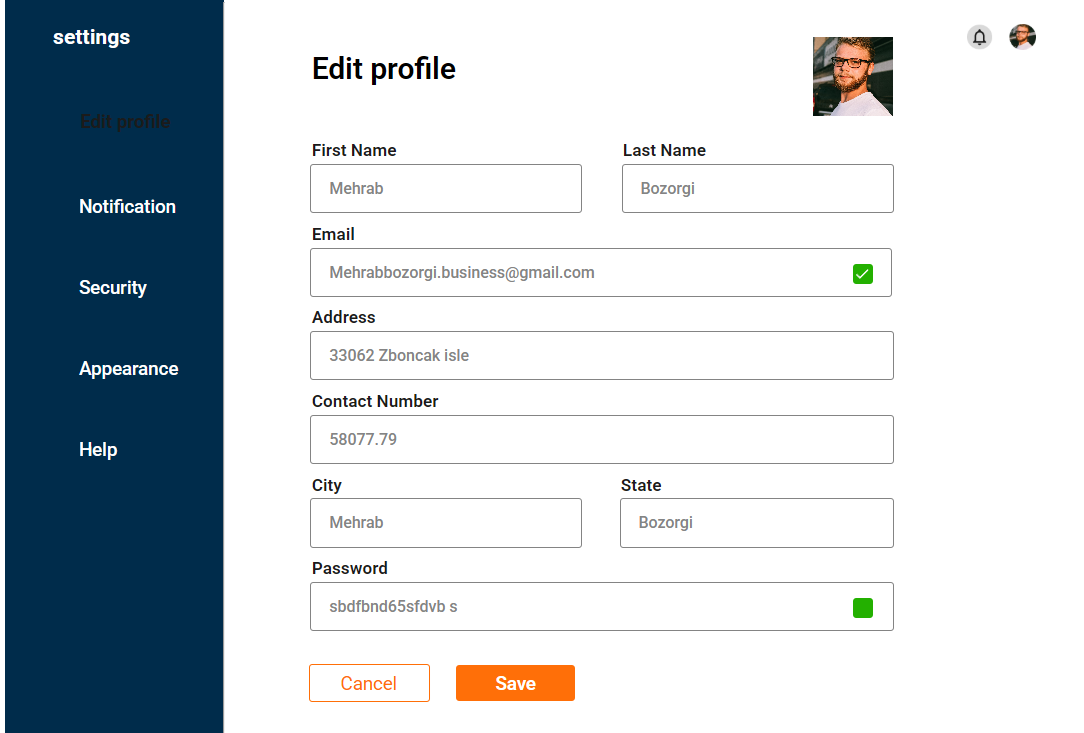 settings
Edit profile
Notification
Security
Appearance
Help
Edit profile
First Name
Last Name
Mehrab
Bozorgi
Email
Mehrabbozorgi.business@gmail.com
Address
33062 Zboncak isle
Contact Number
58077.79
City
State
Mehrab
Bozorgi
Password
sbdfbnd65sfdvb s
Cancel
Save